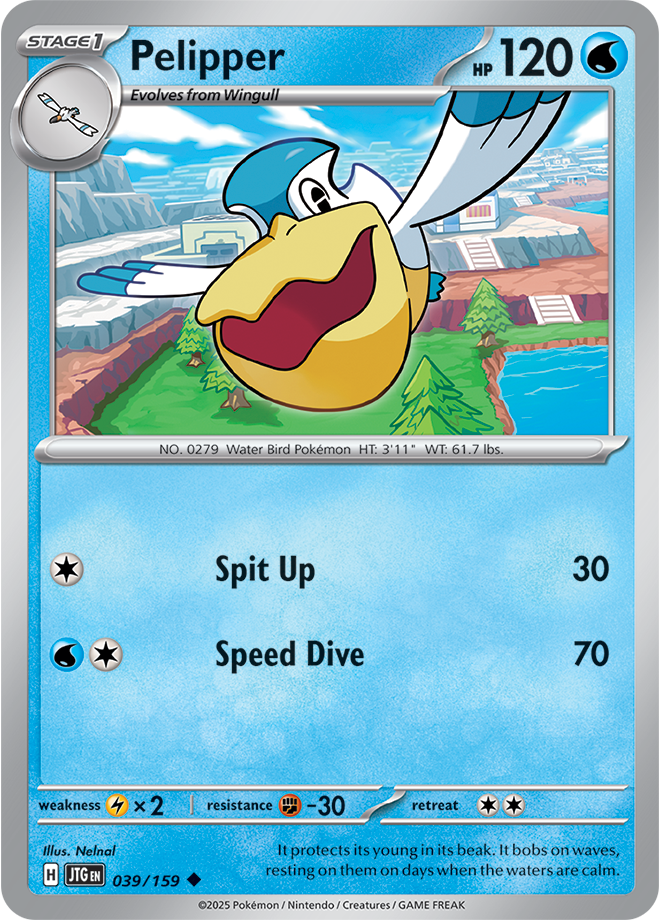 STAGE1
Pelipper
HP 120
Evolves from Wingull
NO. 0279 Water Bird Pokémon HT: 3'11" WT: 61.7 lbs.
Spit Up 30
Speed Dive 70
weakness ×2 resistance -30 retreat
Illus. Nelnal
It protects its young in its beak. It bobs on waves,
resting on them on days when the waters are calm.
H JTG EN 039/159
©2025 Pokémon / Nintendo / Creatures / GAME FREAK